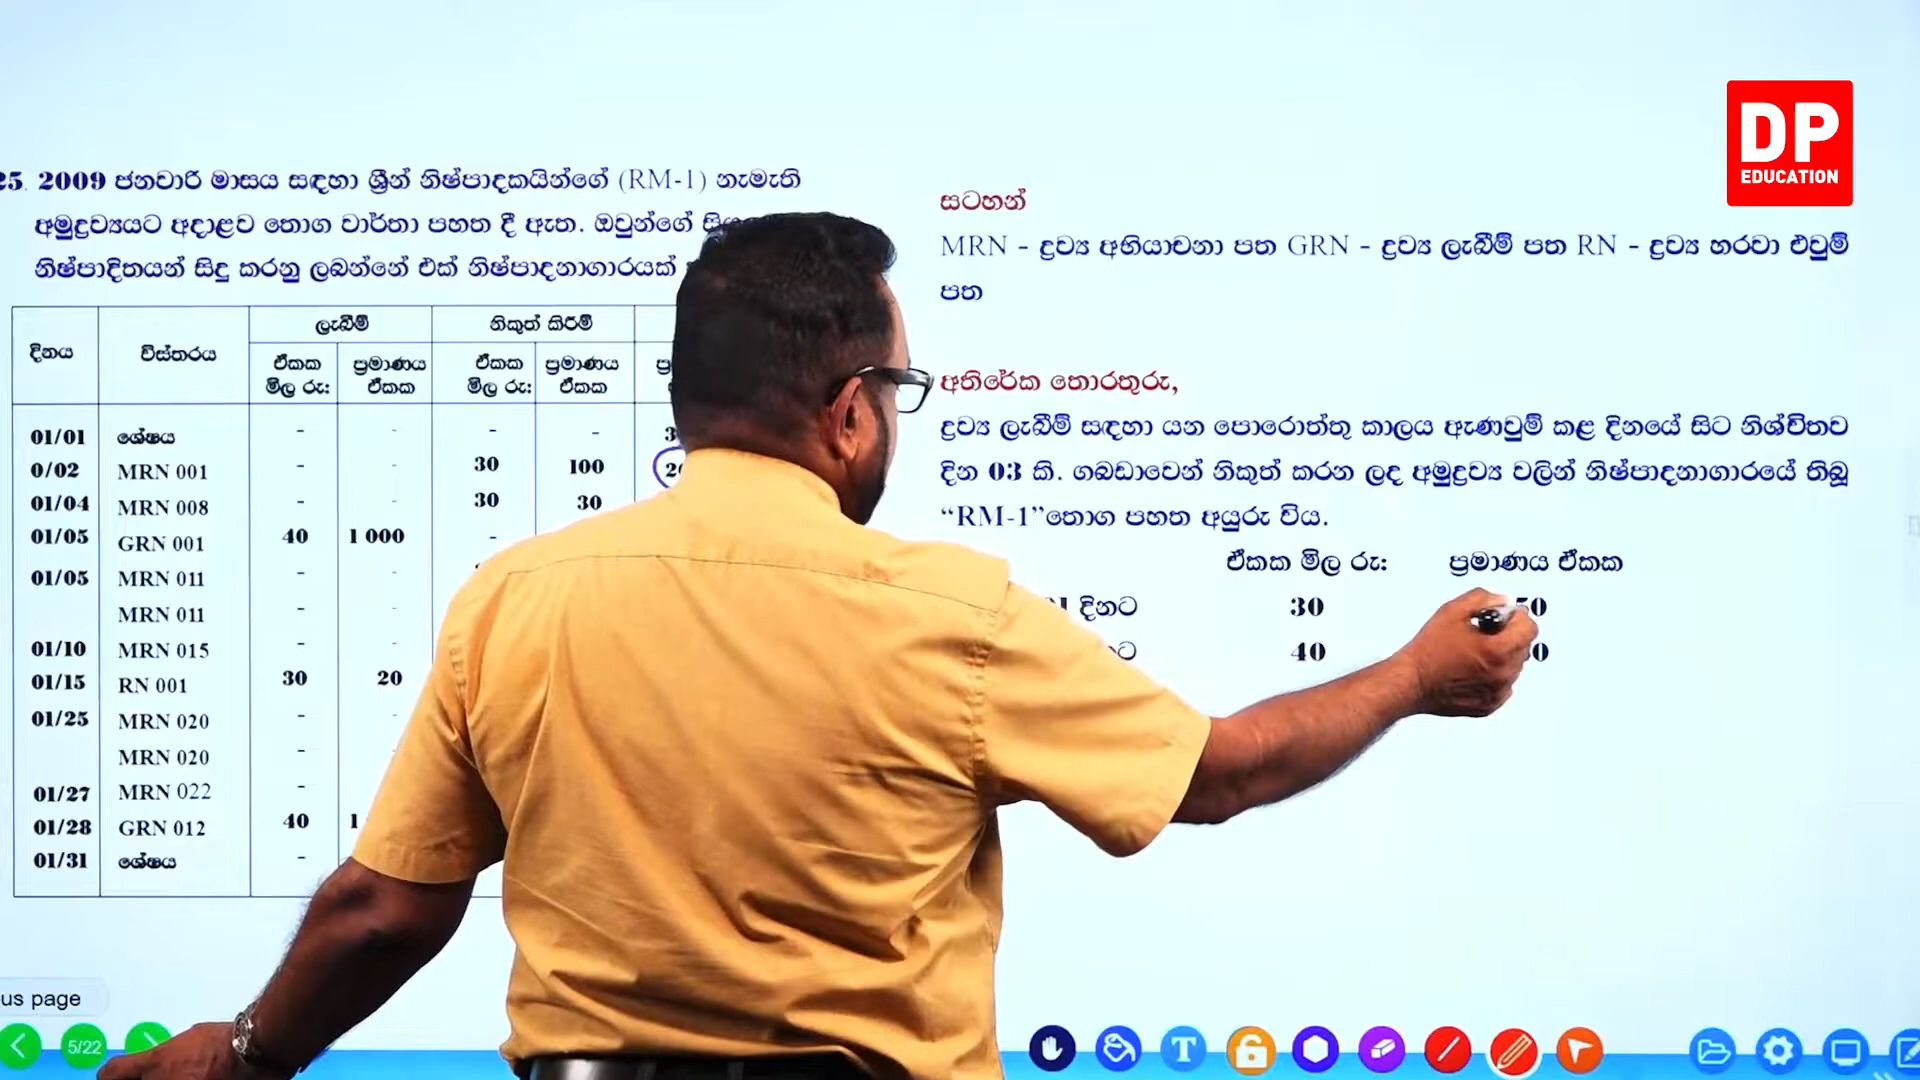 DP
EDUCATION
25. 2009 ජනවාරි මාසය සඳහා ශ්‍රීන් නිෂ්පාදකයින්ගේ (RM-1) නැමැති
අමුද්‍රව්‍යයට අදාළව තොග වාර්තා පහත දී ඇත. ඔවුන්ගේ
නිෂ්පාදිතයන් සිදු කරනු ලබන්නේ එක් නිෂ්පාදනාගාරයක්
දිනය විස්තරය ලැබීම් නිකුත් කිරීම්
ඒකක මිල රු: ප්‍රමාණය ඒකක ඒකක මිල රු: ප්‍රමාණය ඒකක
01/01 ශේෂය - - - -
0/02 MRN 001 - - 30 100
01/04 MRN 008 - - 30 30
01/05 GRN 001 40 1 000 -
01/05 MRN 011 - -
MRN 011 - -
01/10 MRN 015 - -
01/15 RN 001 30 20
01/25 MRN 020 - -
MRN 020 - -
01/27 MRN 022 -
01/28 GRN 012 40
01/31 ශේෂය -
සටහන්
MRN - ද්‍රව්‍ය අභියාචනා පත GRN - ද්‍රව්‍ය ලැබීම් පත RN - ද්‍රව්‍ය හරවා එවුම්
පත
අතිරේක තොරතුරු,
ද්‍රව්‍ය ලැබීම් සඳහා යන පොරොත්තු කාලය ඇණවුම් කළ දිනයේ සිට නිශ්චිතව
දින 03 කි. ගබඩාවෙන් නිකුත් කරන ලද අමුද්‍රව්‍ය වලින් නිෂ්පාදනාගාරයේ තිබූ
“RM-1”තොග පහත අයුරු විය.
ඒකක මිල රු: ප්‍රමාණය ඒකක
දිනට 30 50
40
us page
5/22
T